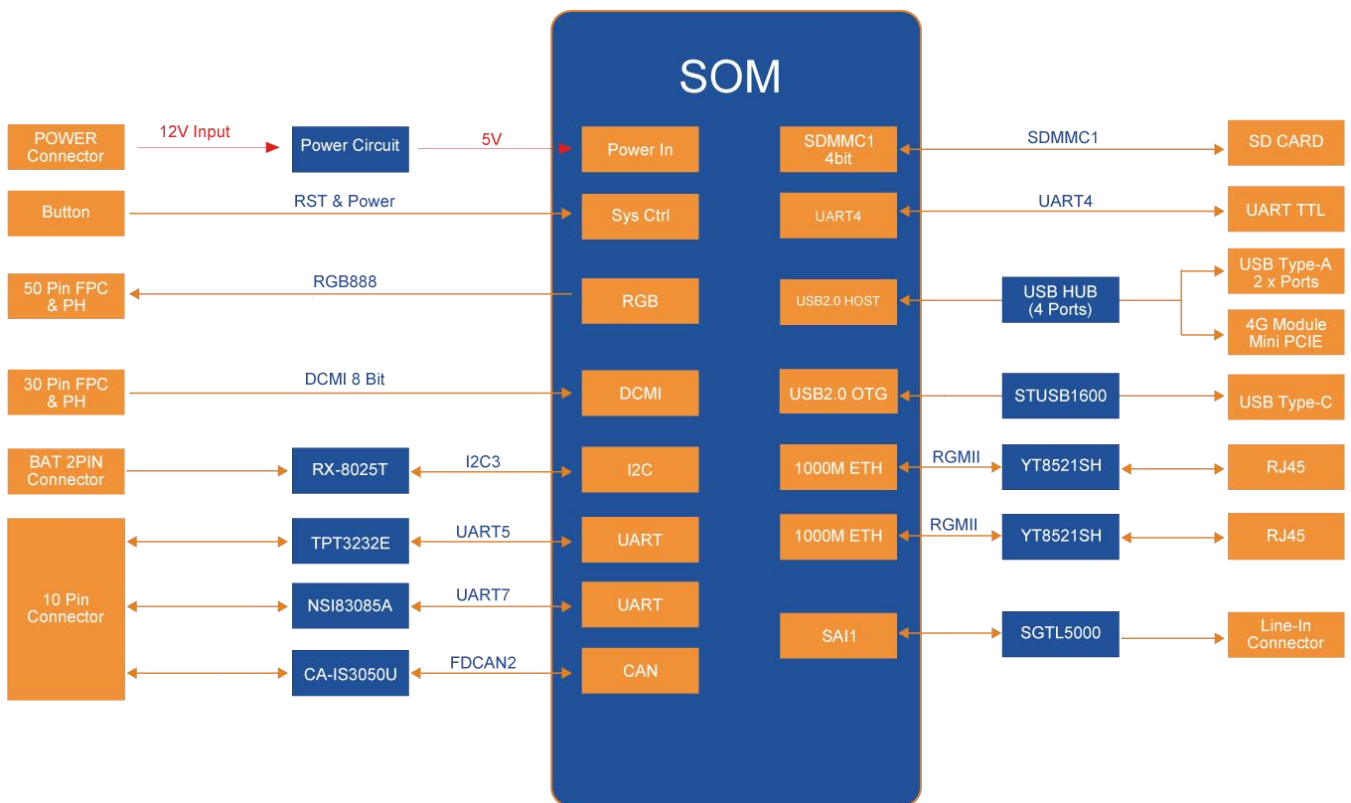 SOM
POWER
Connector
12V Input
Power Circuit
5V
Power In
SDMMC1
4bit
SDMMC1
SD CARD
Button
RST & Power
Sys Ctrl
UART4
UART4
UART TTL
50 Pin FPC
& PH
RGB888
RGB
USB2.0 HOST
USB HUB
(4 Ports)
USB Type-A
2 x Ports
4G Module
Mini PCIE
30 Pin FPC
& PH
DCMI 8 Bit
DCMI
USB2.0 OTG
STUSB1600
USB Type-C
BAT 2PIN
Connector
RX-8025T
I2C3
I2C
1000M ETH
RGMII
YT8521SH
RJ45
10 Pin
Connector
TPT3232E
UART5
UART
1000M ETH
RGMII
YT8521SH
RJ45
NSI83085A
UART7
UART
SAI1
SGTL5000
Line-In
Connector
CA-IS3050U
FDCAN2
CAN